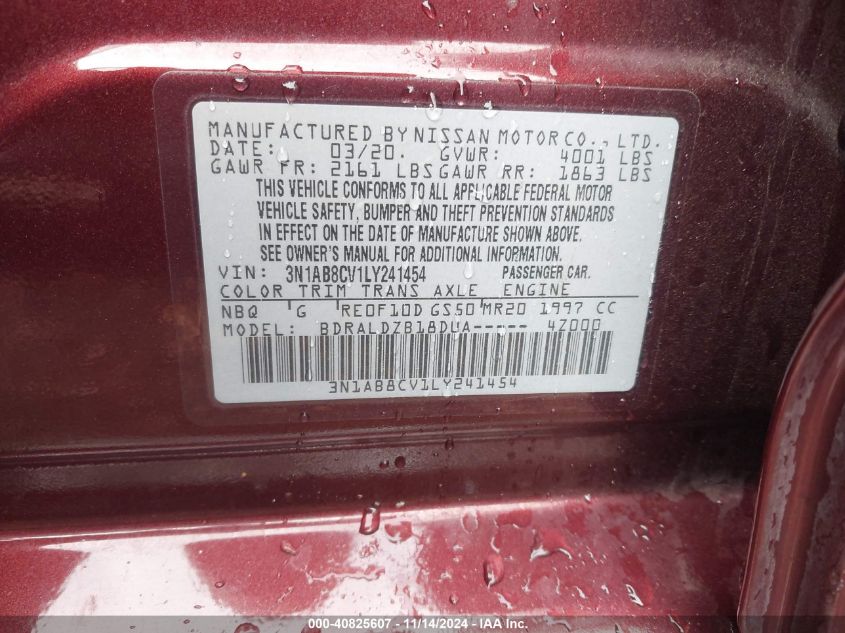 MANUFACTURED BY NISSAN MOTOR CO., LTD.
DATE: 03/20. GVWR: 4001 LBS
GAWR FR: 2161 LBS GAWR RR: 1863 LBS
THIS VEHICLE CONFORMS TO ALL APPLICABLE FEDERAL MOTOR
VEHICLE SAFETY, BUMPER AND THEFT PREVENTION STANDARDS
IN EFFECT ON THE DATE OF MANUFACTURE SHOWN ABOVE.
SEE OWNER'S MANUAL FOR ADDITIONAL INFORMATION.
VIN: 3N1AB8CV1LY241454 PASSENGER CAR.
COLOR TRIM TRANS AXLE ENGINE
NBQ G RE0F10D GS50 MR20 1997 CC
MODEL: BDRALDZB18DUA----- 4Z000
3N1AB8CV1LY241454
000-40825607 - 11/14/2024 - IAAI.COM